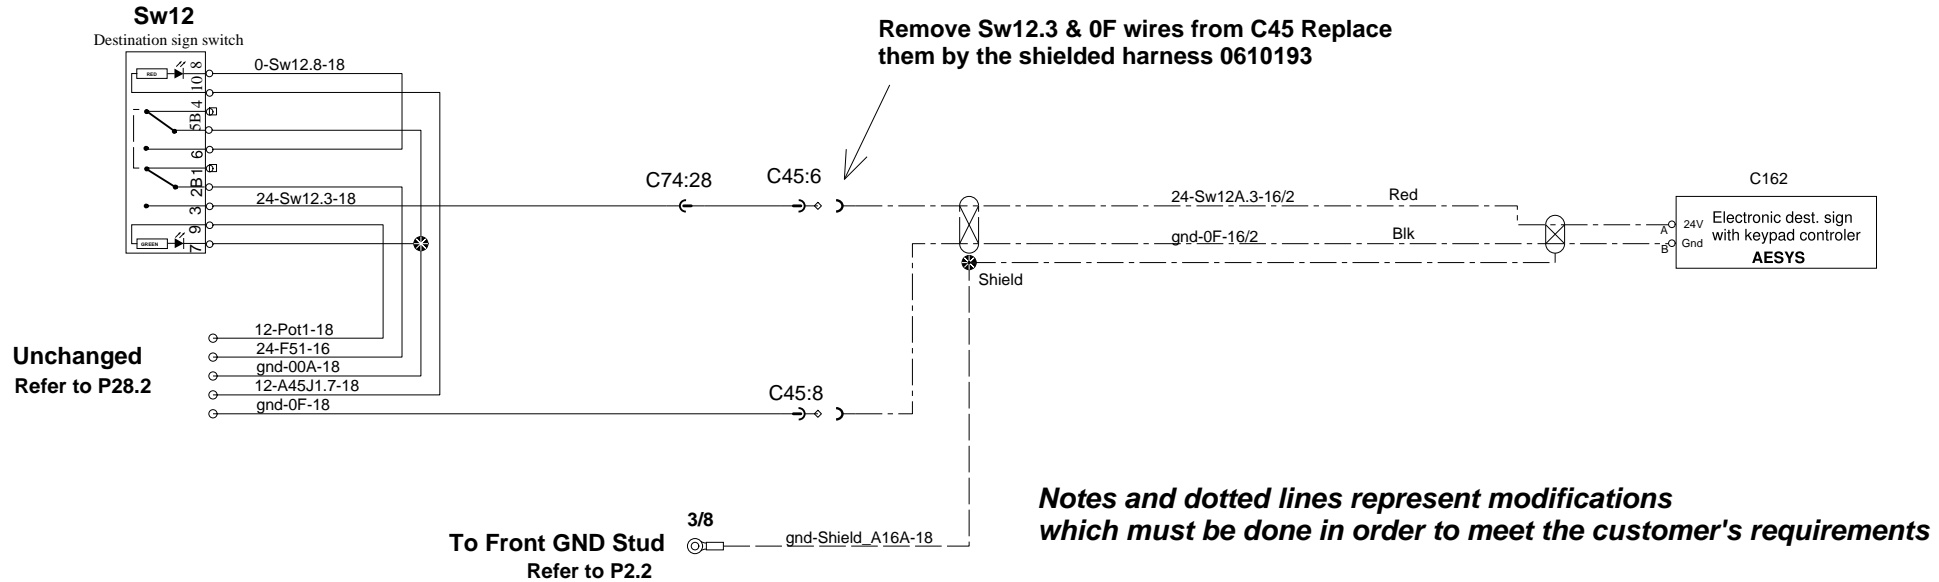 Sw12
Destination sign switch
Remove Sw12.3 & 0F wires from C45 Replace
them by the shielded harness 0610193
RED
8
0-Sw12.8-18
10
4
5B
6
1
2B
24-Sw12.3-18
3
9
GREEN
7
C74:28
C45:6
24-Sw12A.3-16/2
Red
gnd-0F-16/2
Blk
Shield
C162
A
24V
B
Gnd
Electronic dest. sign
with keypad controler
AESYS
Unchanged
Refer to P28.2
12-Pot1-18
24-F51-16
gnd-00A-18
12-A45J1.7-18
gnd-0F-18
C45:8
Notes and dotted lines represent modifications
which must be done in order to meet the customer's requirements
To Front GND Stud
Refer to P2.2
3/8
gnd-Shield_A16A-18